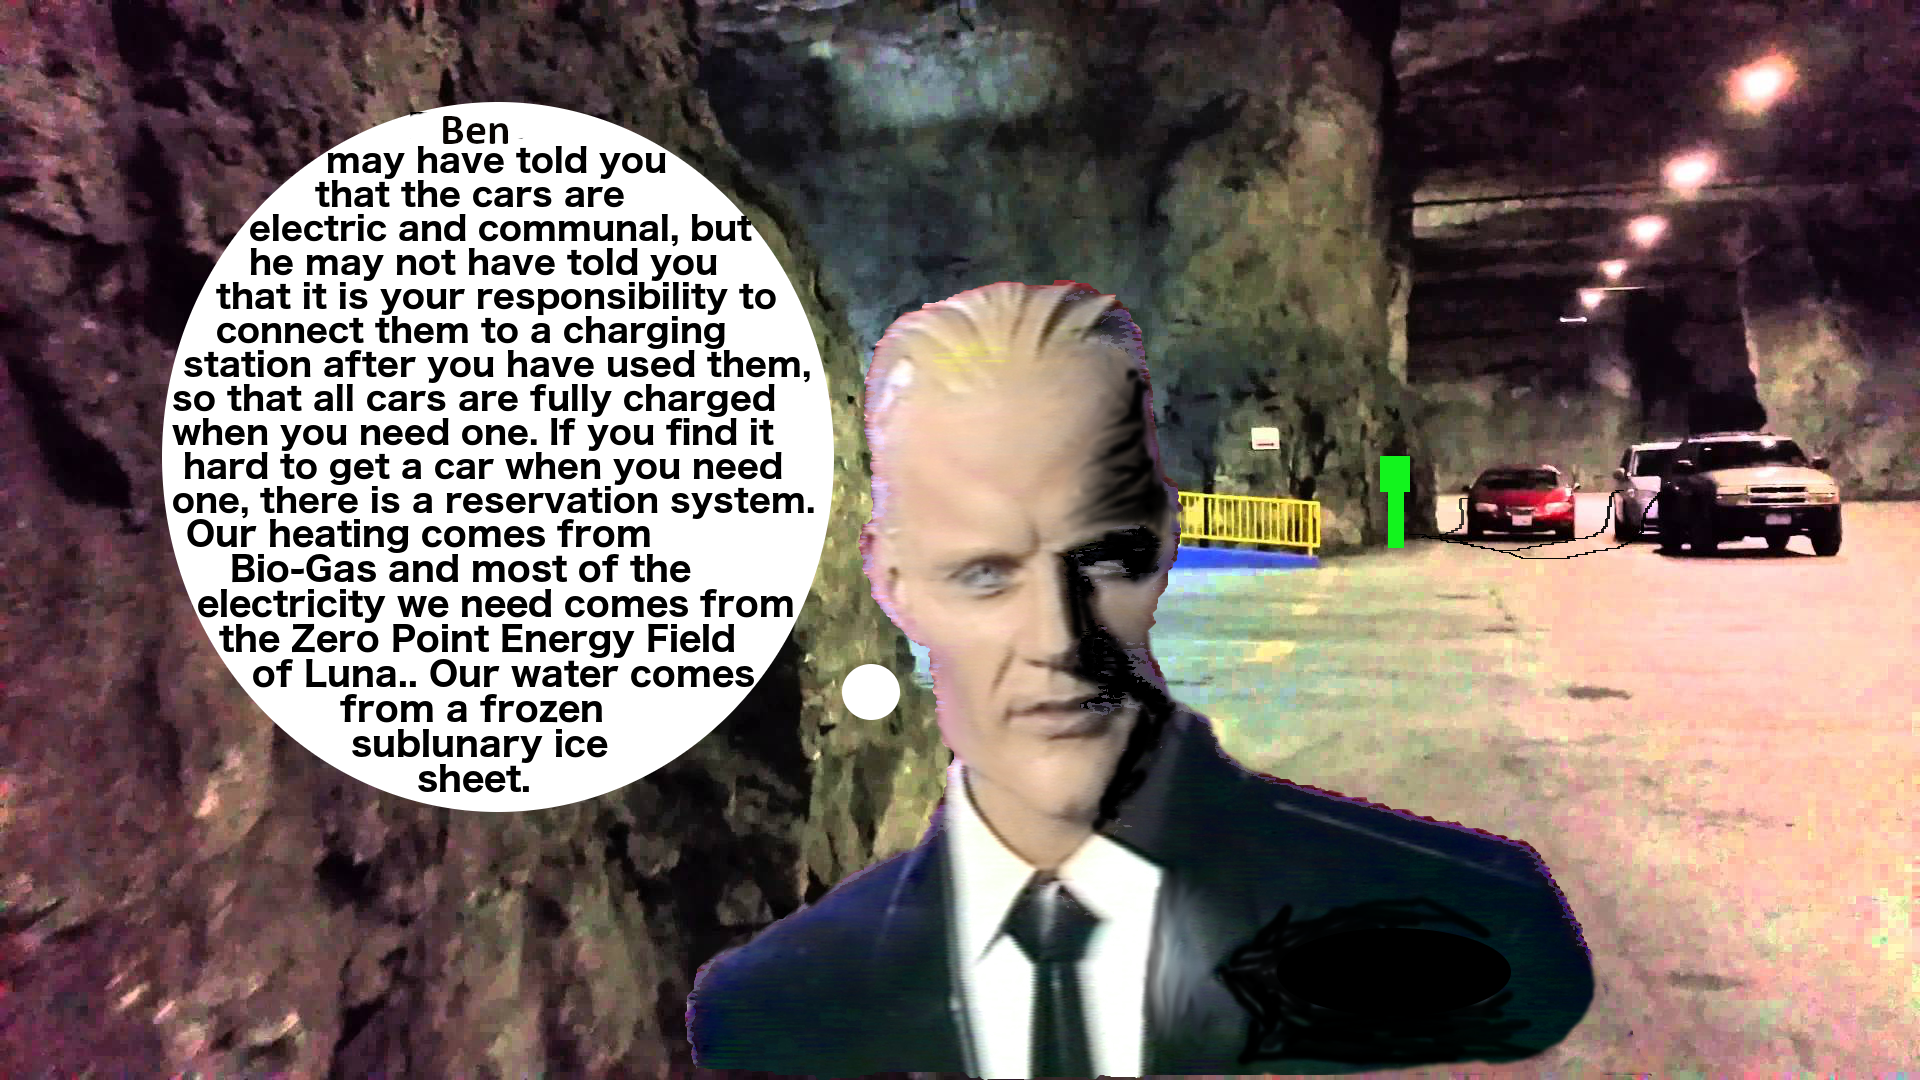 Ben
may have told you
that the cars are
electric and communal, but
he may not have told you
that it is your responsibility to
connect them to a charging
station after you have used them,
so that all cars are fully charged
when you need one. If you find it
hard to get a car when you need
one, there is a reservation system.
Our heating comes from
Bio-Gas and most of the
electricity we need comes from
the Zero Point Energy Field
of Luna.. Our water comes
from a frozen
sublunary ice
sheet.